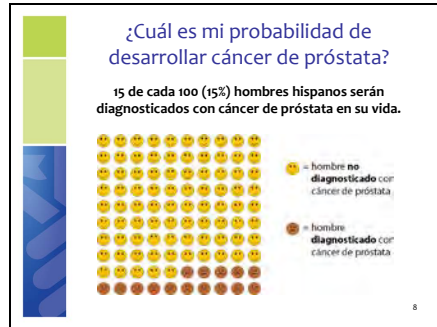 ¿Cuál es mi probabilidad de
desarrollar cáncer de próstata?
15 de cada 100 (15%) hombres hispanos serán
diagnosticados con cáncer de próstata en su vida.
= hombre no
diagnosticado con
cáncer de próstata
= hombre
diagnosticado con
cáncer de próstata
8